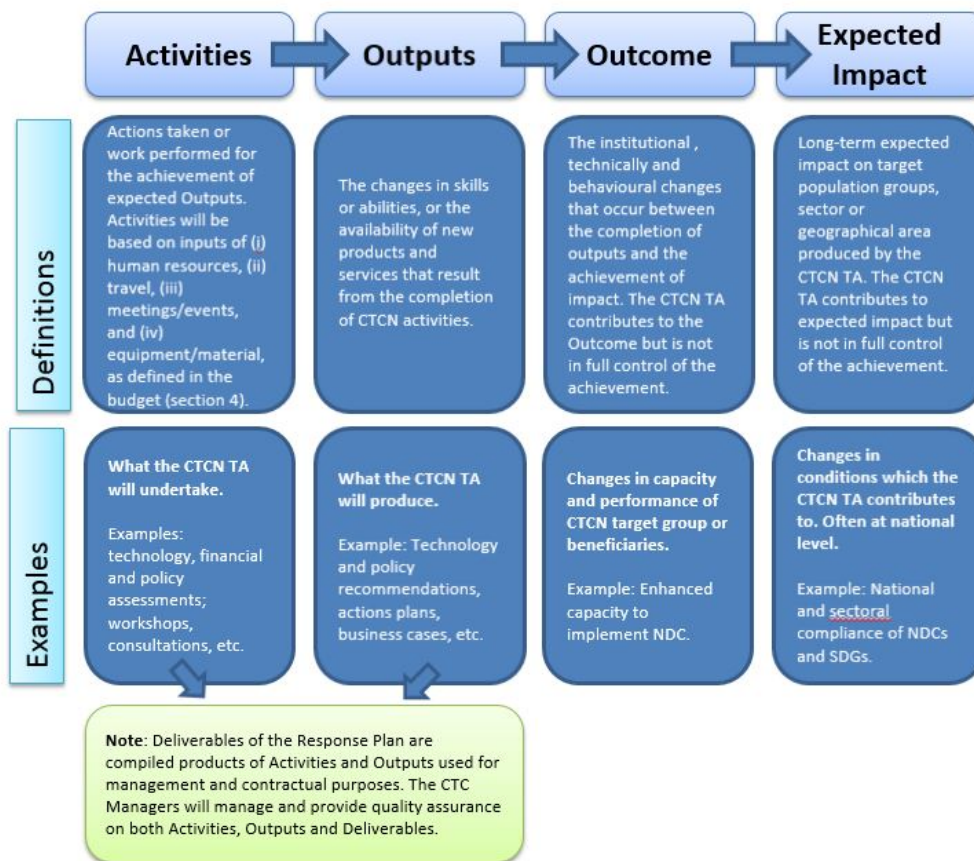 Activities
Outputs
Outcome
Expected
Impact
Definitions
Actions taken or
work performed for
the achievement of
expected Outputs.
Activities will be
based on inputs of (i)
human resources, (ii)
travel, (iii)
meetings/events,
and (iv)
equipment/material,
as defined in the
budget (section 4).
The changes in skills
or abilities, or the
availability of new
products and
services that result
from the completion
of CTCN activities.
The institutional ,
technically and
behavioural changes
that occur between
the completion of
outputs and the
achievement of
impact. The CTCN TA
contributes to the
Outcome but is not
in full control of the
achievement.
Long-term expected
impact on target
population groups,
sector or
geographical area
produced by the
CTCN TA. The CTCN
TA contributes to
expected impact but
is not in full control
of the achievement.
Examples
What the CTCN TA
will undertake.
Examples:
technology, financial
and policy
assessments;
workshops,
consultations, etc.
What the CTCN TA
will produce.
Example: Technology
and policy
recommendations,
actions plans,
business cases, etc.
Changes in capacity
and performance of
CTCN target group or
beneficiaries.
Example: Enhanced
capacity to
implement NDC.
Changes in
conditions which the
CTCN TA contributes
to. Often at national
level.
Example: National
and sectoral
compliance of NDCs
and SDGs.
Note: Deliverables of the Response Plan are
compiled products of Activities and Outputs used for
management and contractual purposes. The CTC
Managers will manage and provide quality assurance
on both Activities, Outputs and Deliverables.